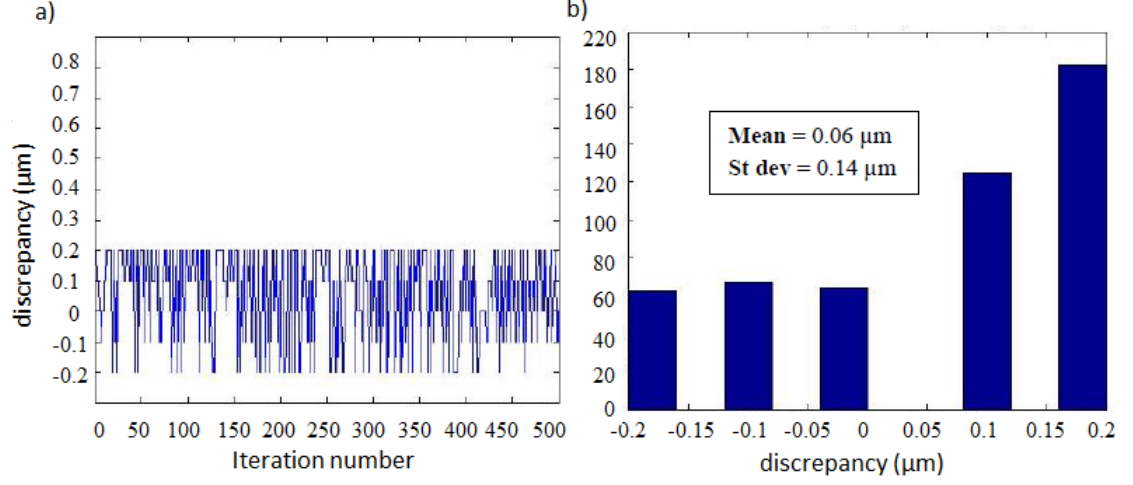 a)
discrepancy (µm)
0.8
0.7
0.6
0.5
0.4
0.3
0.2
0.1
0
-0.1
-0.2
0 50 100 150 200 250 300 350 400 450 500
Iteration number
b)
220
180
160
140
120
100
80
60
40
20
0
Mean = 0.06 µm
St dev = 0.14 µm
-0.2 -0.15 -0.1 -0.05 0 0.05 0.1 0.15 0.2
discrepancy (µm)